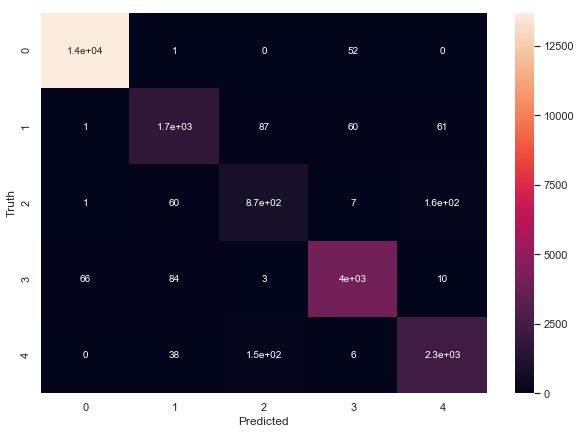 0 1.4e+04 1 0 52 0
1 1 1.7e+03 87 60 61
2 1 60 8.7e+02 7 1.6e+02
3 66 84 3 4e+03 10
4 0 38 1.5e+02 6 2.3e+03
0 1 2 3 4
Predicted
Truth
12500
10000
7500
5000
2500
0